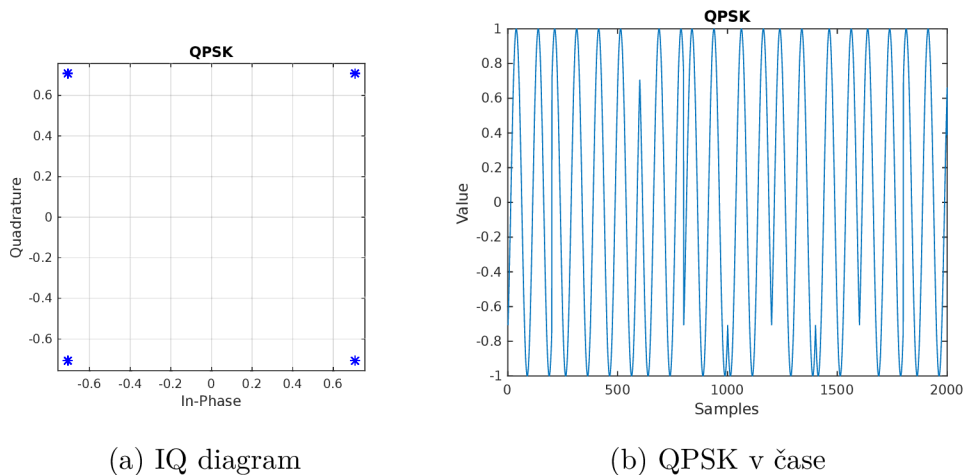 QPSK
Quadrature
0.6
0.4
0.2
0
-0.2
-0.4
-0.6
-0.6 -0.4 -0.2 0 0.2 0.4 0.6
In-Phase
(a) IQ diagram
QPSK
Value
1
0.8
0.6
0.4
0.2
0
-0.2
-0.4
-0.6
-0.8
-1
0 500 1000 1500 2000
Samples
(b) QPSK v čase